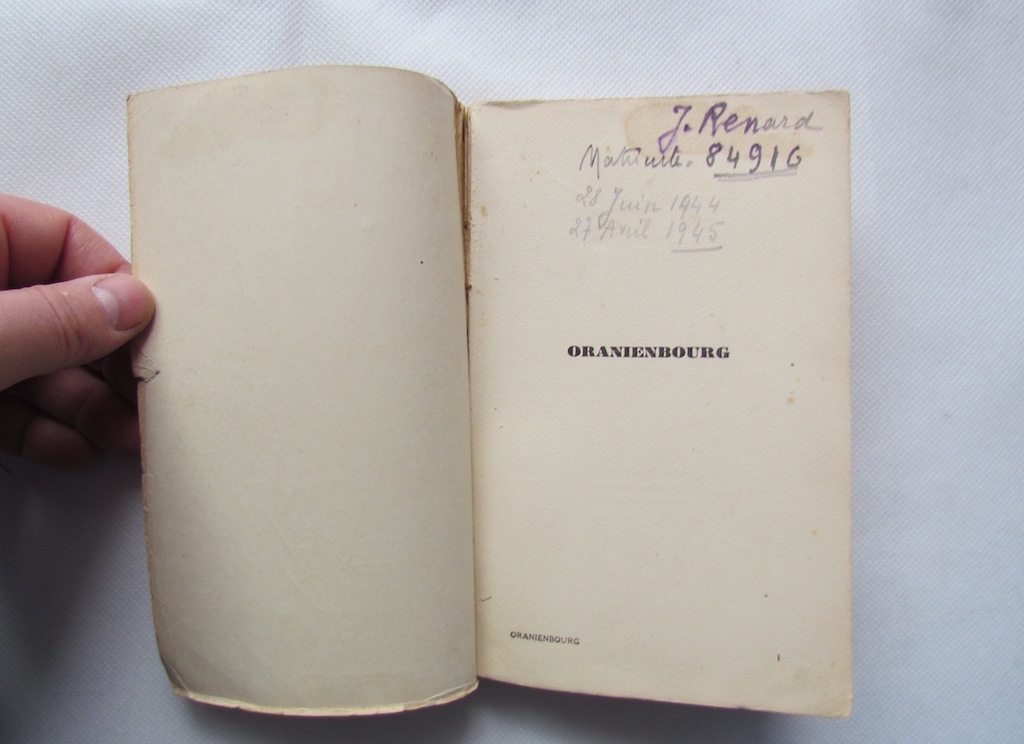 J. Renard
Matricule. 84916
28 Juin 1944
27 Avril 1945
ORANIENBOURG
ORANIENBOURG
1